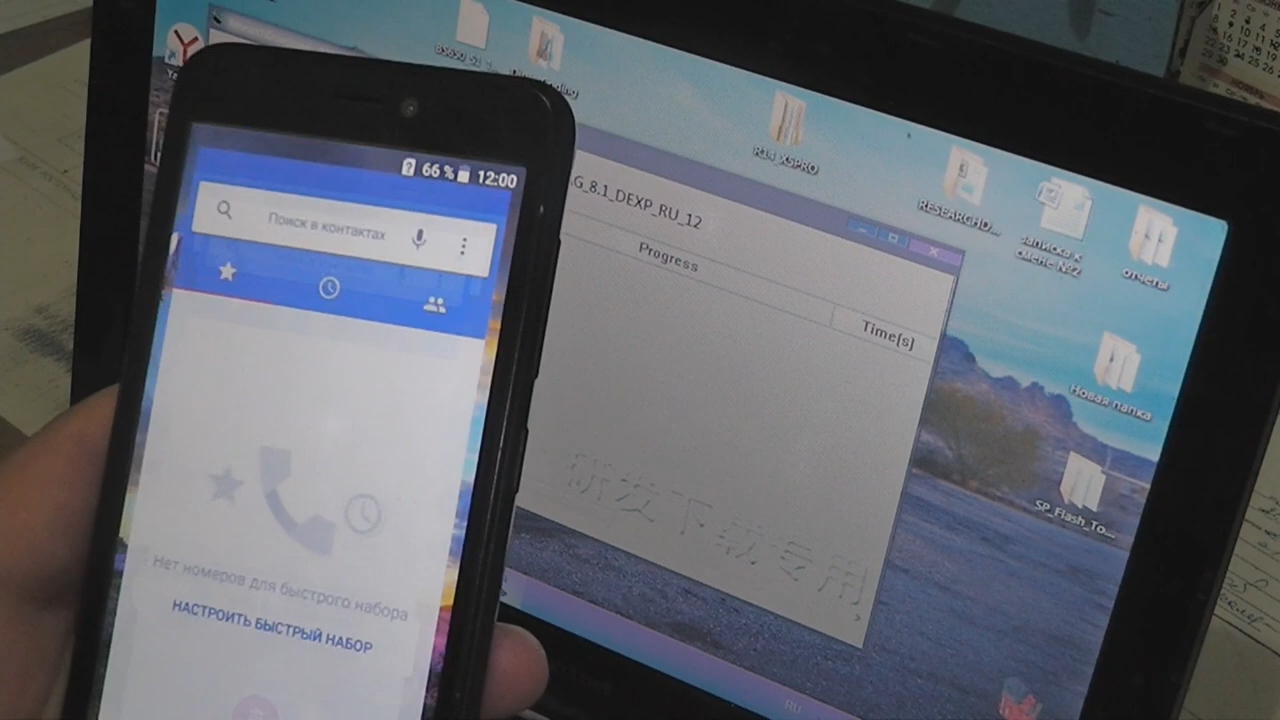 66 % 12:00
Поиск в контактах
Нет номеров для быстрого набора
НАСТРОИТЬ БЫСТРЫЙ НАБОР
G_8.1_DEXP_RU_12
Progress
Time[s]
研发下载专用
R14_XSPRO
RESEARCHD...
записка к
смене №2
отчеты
Новая папка
SP_Flash_To...
RU